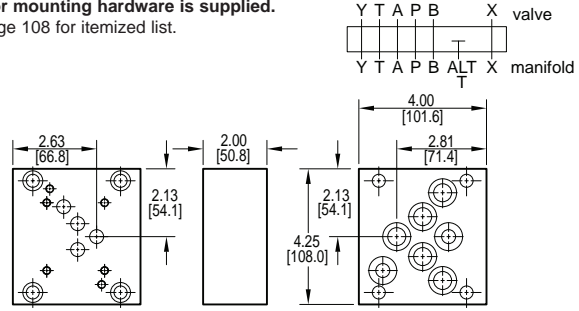 or mounting hardware is supplied.
ge 108 for itemized list.
Y T A P B X valve
Y T A P B ALT X manifold
T
4.00
[101.6]
2.63
[66.8]
2.00
[50.8]
2.81
[71.4]
2.13
[54.1]
2.13
[54.1]
4.25
[108.0]